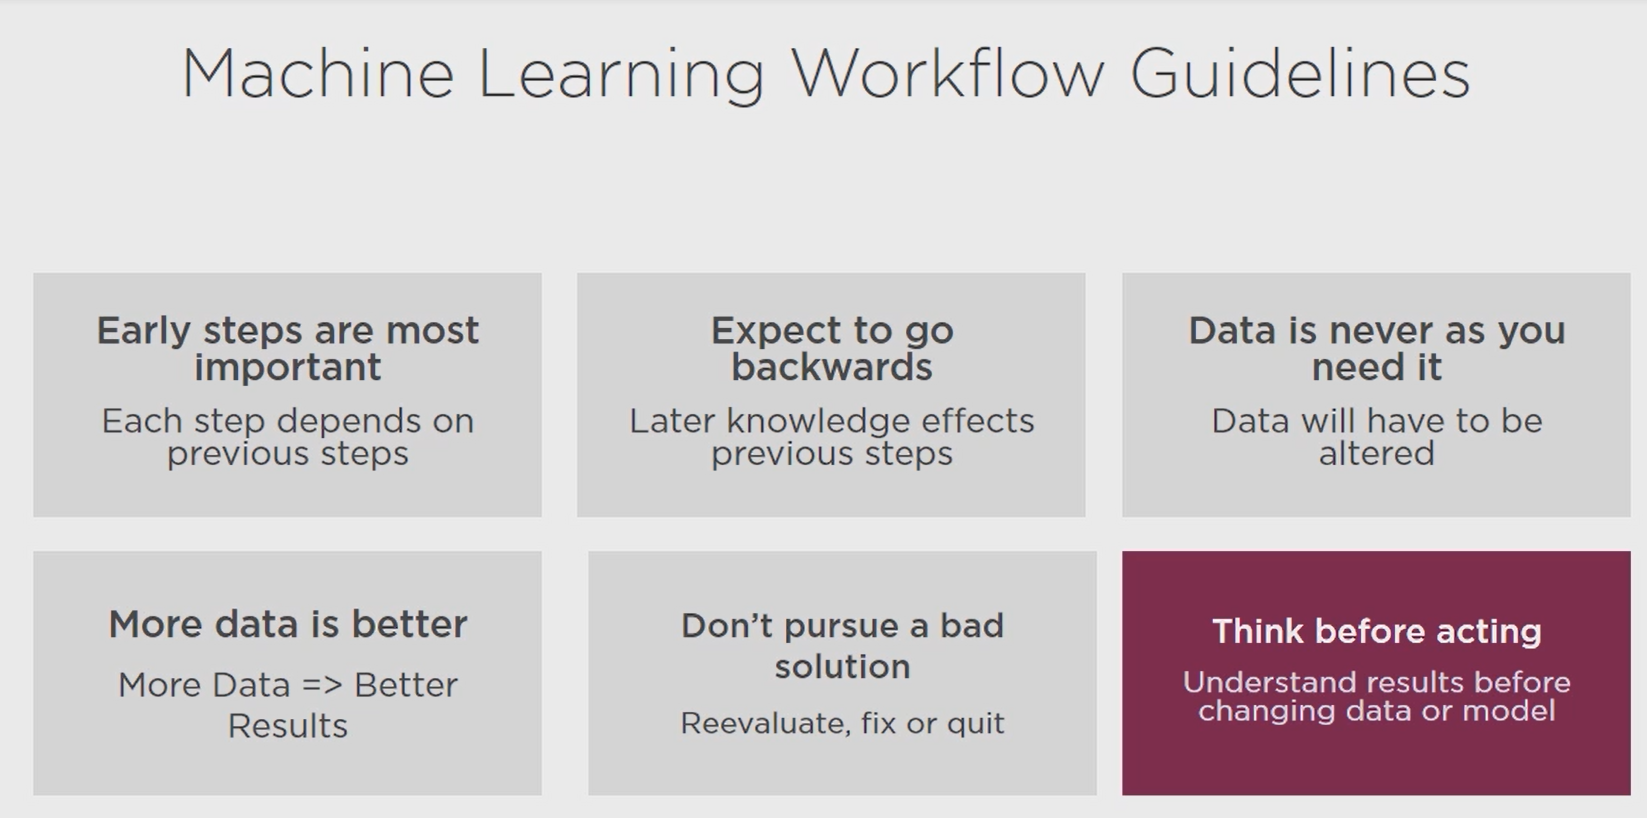 Machine Learning Workflow Guidelines
Early steps are most
important
Each step depends on
previous steps
Expect to go
backwards
Later knowledge effects
previous steps
Data is never as you
need it
Data will have to be
altered
More data is better
More Data => Better
Results
Don’t pursue a bad
solution
Reevaluate, fix or quit
Think before acting
Understand results before
changing data or model